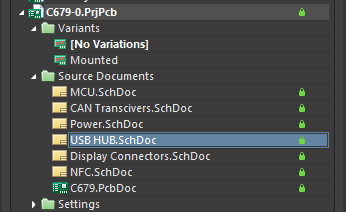 C679-0.PrjPcb
Variants
[No Variations]
Mounted
Source Documents
MCU.SchDoc
CAN Transcivers.SchDoc
Power.SchDoc
USB HUB.SchDoc
Display Connectors.SchDoc
NFC.SchDoc
C679.PcbDoc
Settings